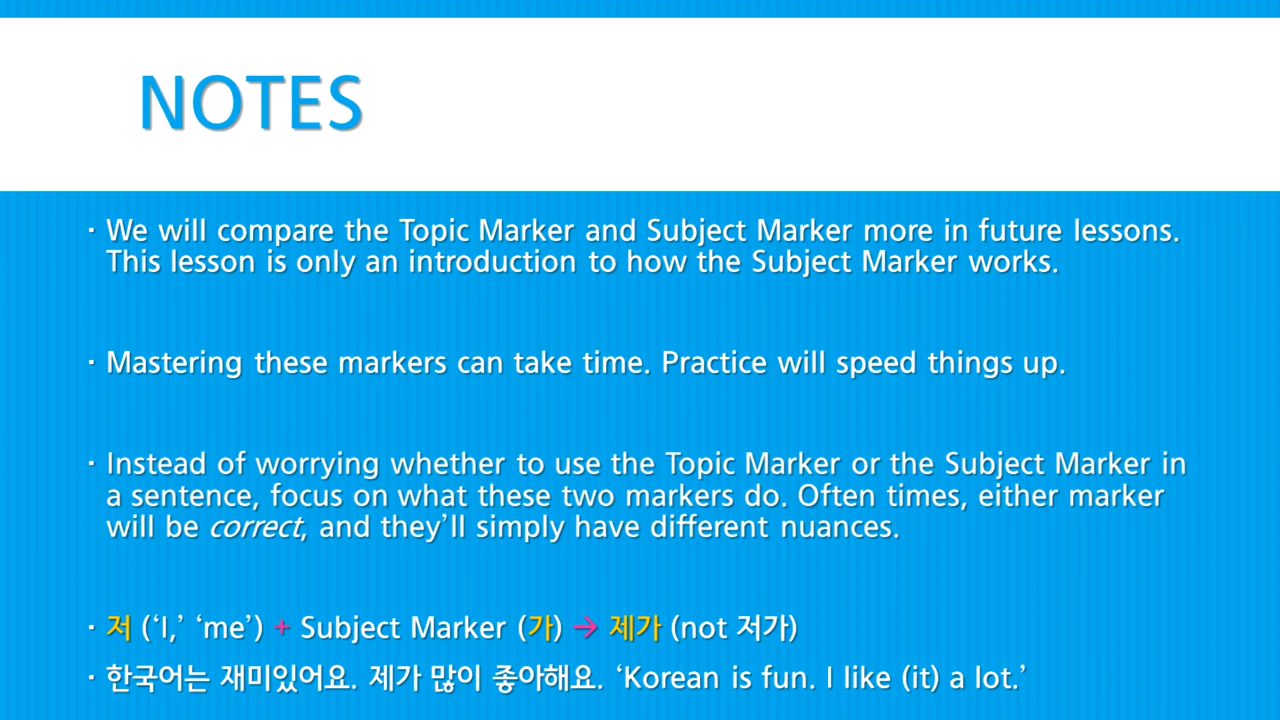 NOTES
· We will compare the Topic Marker and Subject Marker more in future lessons.
This lesson is only an introduction to how the Subject Marker works.
· Mastering these markers can take time. Practice will speed things up.
· Instead of worrying whether to use the Topic Marker or the Subject Marker in
a sentence, focus on what these two markers do. Often times, either marker
will be correct, and they’ll simply have different nuances.
· 저 (‘I,’ ‘me’) + Subject Marker (가) → 제가 (not 저가)
· 한국어는 재미있어요. 제가 많이 좋아해요. ‘Korean is fun. I like (it) a lot.’